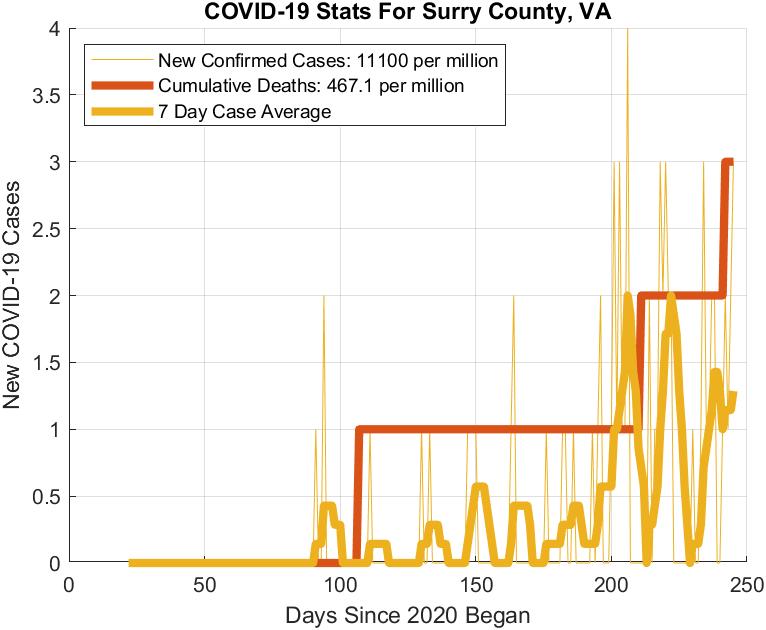 COVID-19 Stats For Surry County, VA
New Confirmed Cases: 11100 per million
Cumulative Deaths: 467.1 per million
7 Day Case Average
New COVID-19 Cases
4
3.5
3
2.5
2
1.5
1
0.5
0
0 50 100 150 200 250
Days Since 2020 Began